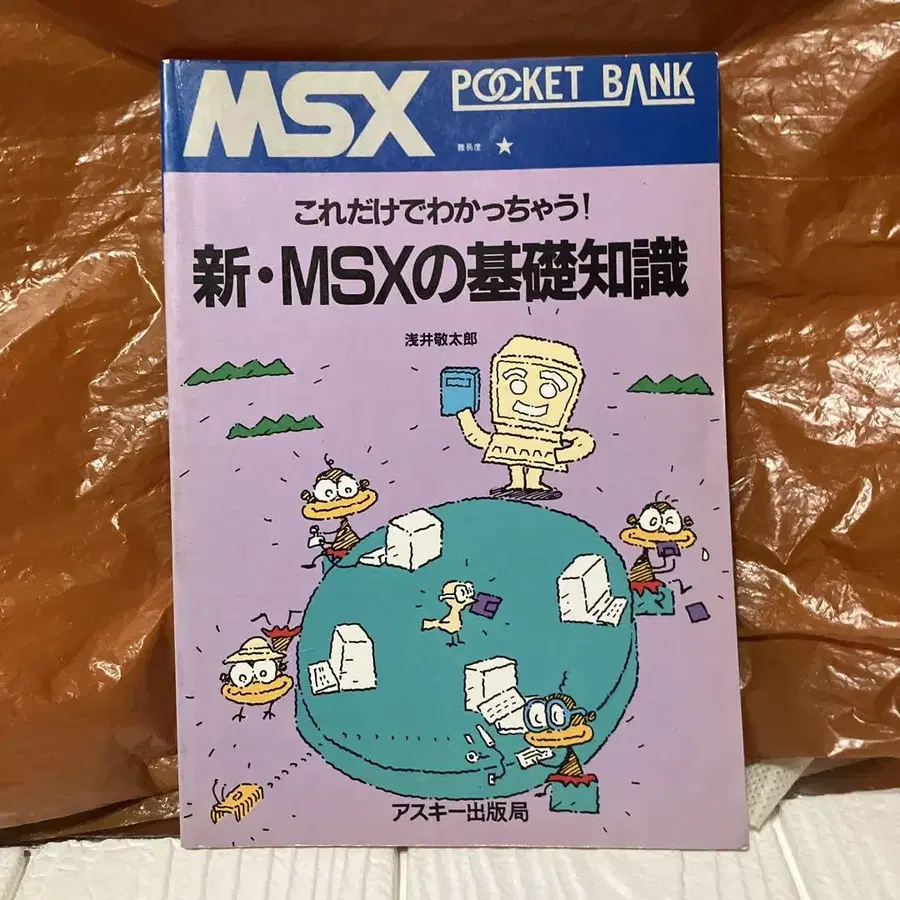 MSX
POCKET BANK
難易度 ★
これだけでわかっちゃう!
新・MSXの基礎知識
浅井敬太郎
アスキー出版局